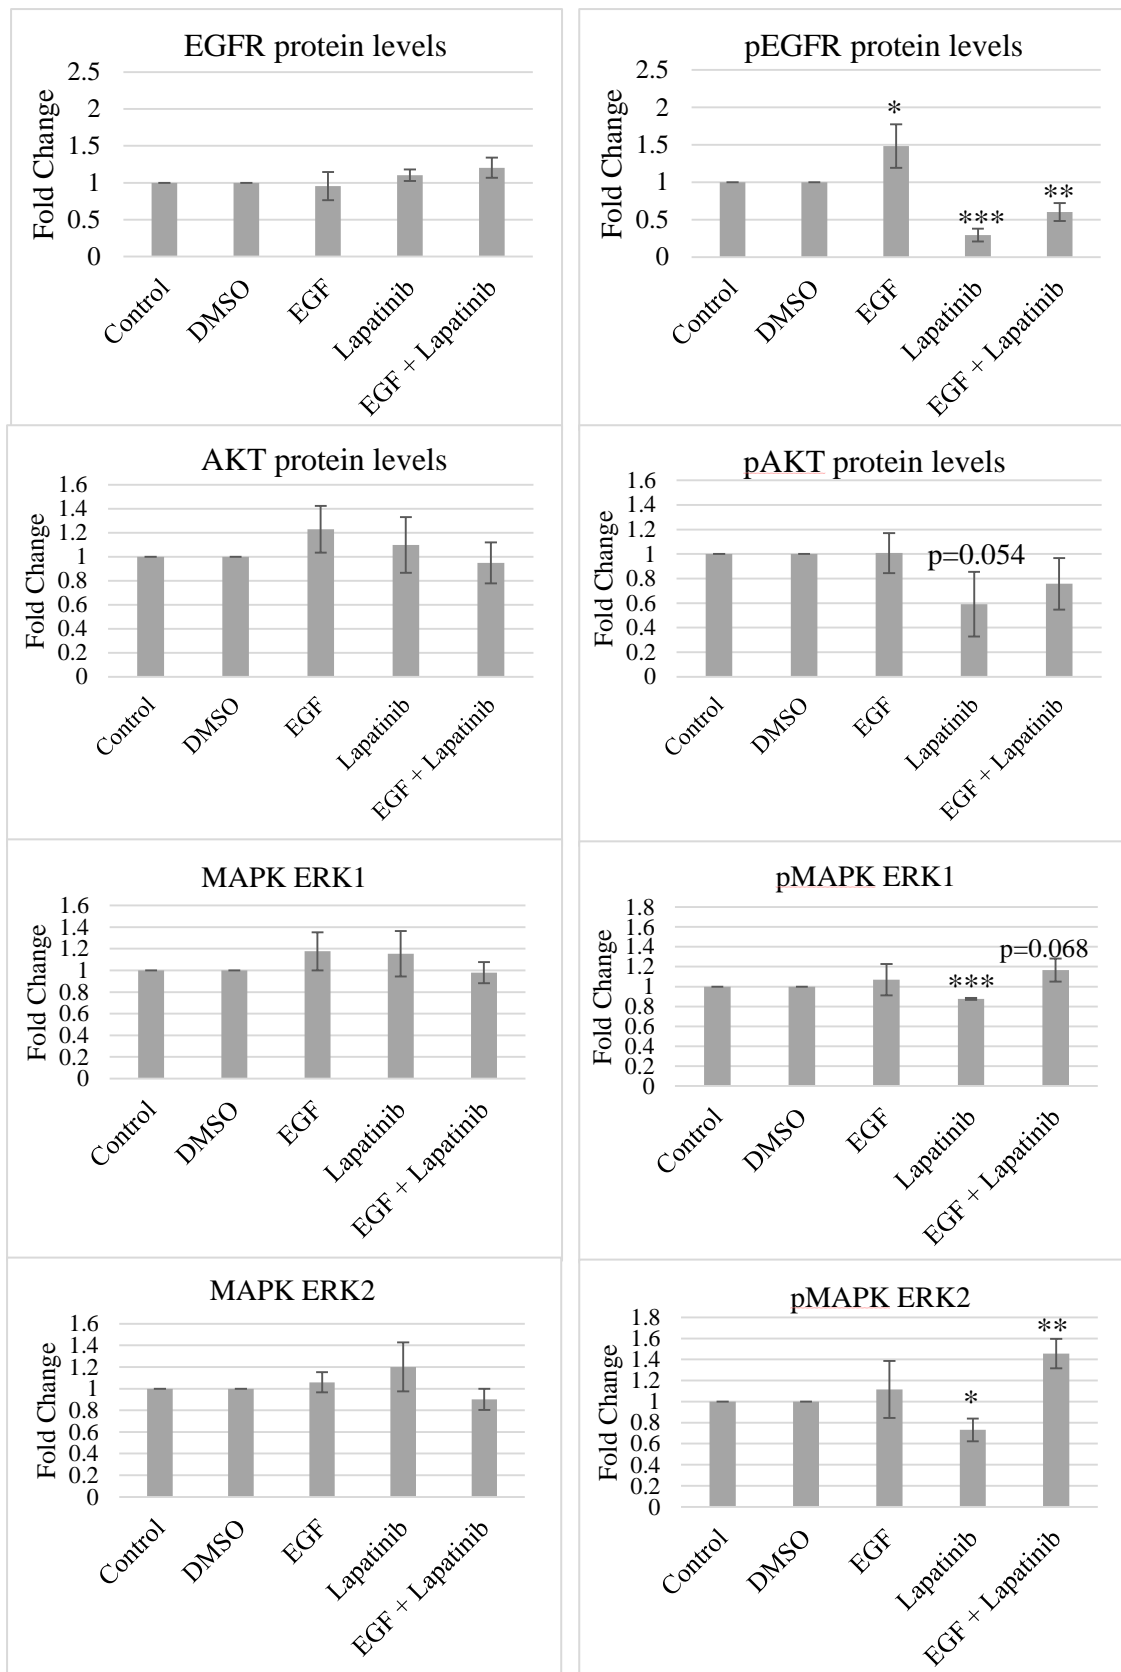 EGFR protein levels
Fold Change
2.5
2
1.5
1
0.5
0
Control
DMSO
EGF
Lapatinib
EGF + Lapatinib
pEGFR protein levels
Fold Change
2.5
2
1.5
1
0.5
0
*
***
**
Control
DMSO
EGF
Lapatinib
EGF + Lapatinib
AKT protein levels
Fold Change
1.6
1.4
1.2
1
0.8
0.6
0.4
0.2
0
Control
DMSO
EGF
Lapatinib
EGF + Lapatinib
pAKT protein levels
Fold Change
1.6
1.4
1.2
1
0.8
0.6
0.4
0.2
0
p=0.054
Control
DMSO
EGF
Lapatinib
EGF + Lapatinib
MAPK ERK1
Fold Change
1.6
1.4
1.2
1
0.8
0.6
0.4
0.2
0
Control
DMSO
EGF
Lapatinib
EGF + Lapatinib
pMAPK ERK1
Fold Change
1.8
1.6
1.4
1.2
1
0.8
0.6
0.4
0.2
0
***
p=0.068
Control
DMSO
EGF
Lapatinib
EGF + Lapatinib
MAPK ERK2
Fold Change
1.6
1.4
1.2
1
0.8
0.6
0.4
0.2
0
Control
DMSO
EGF
Lapatinib
EGF + Lapatinib
pMAPK ERK2
Fold Change
1.8
1.6
1.4
1.2
1
0.8
0.6
0.4
0.2
0
*
**
Control
DMSO
EGF
Lapatinib
EGF + Lapatinib